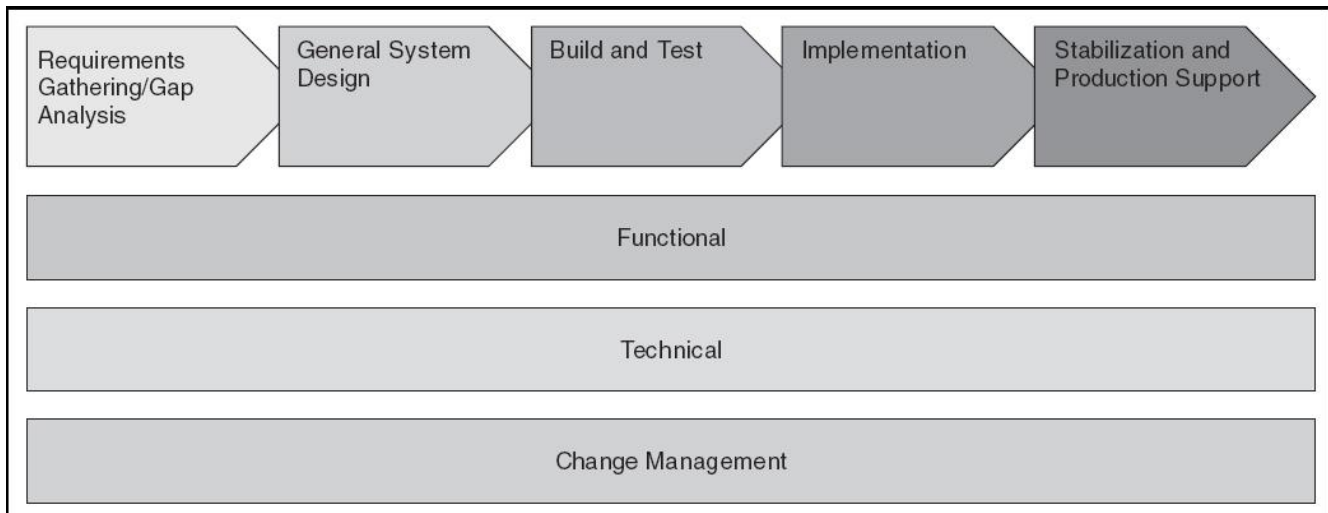 Requirements
Gathering/Gap
Analysis
General System
Design
Build and Test
Implementation
Stabilization and
Production Support
Functional
Technical
Change Management